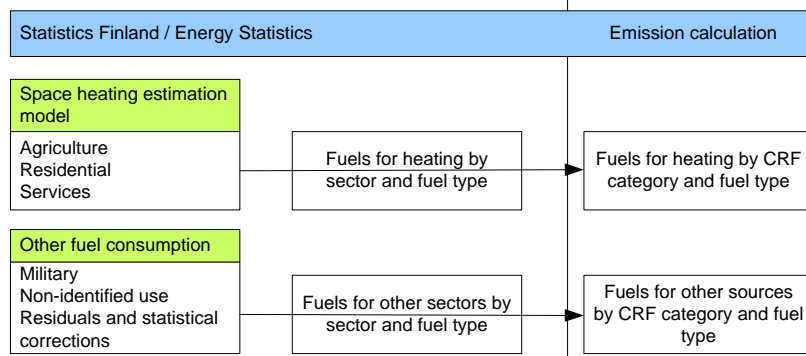 Statistics Finland / Energy Statistics
Emission calculation
Space heating estimation
model
Agriculture
Residential
Services
Fuels for heating by
sector and fuel type
Fuels for heating by CRF
category and fuel type
Other fuel consumption
Military
Non-identified use
Residuals and statistical
corrections
Fuels for other sectors by
sector and fuel type
Fuels for other sources
by CRF category and fuel
type